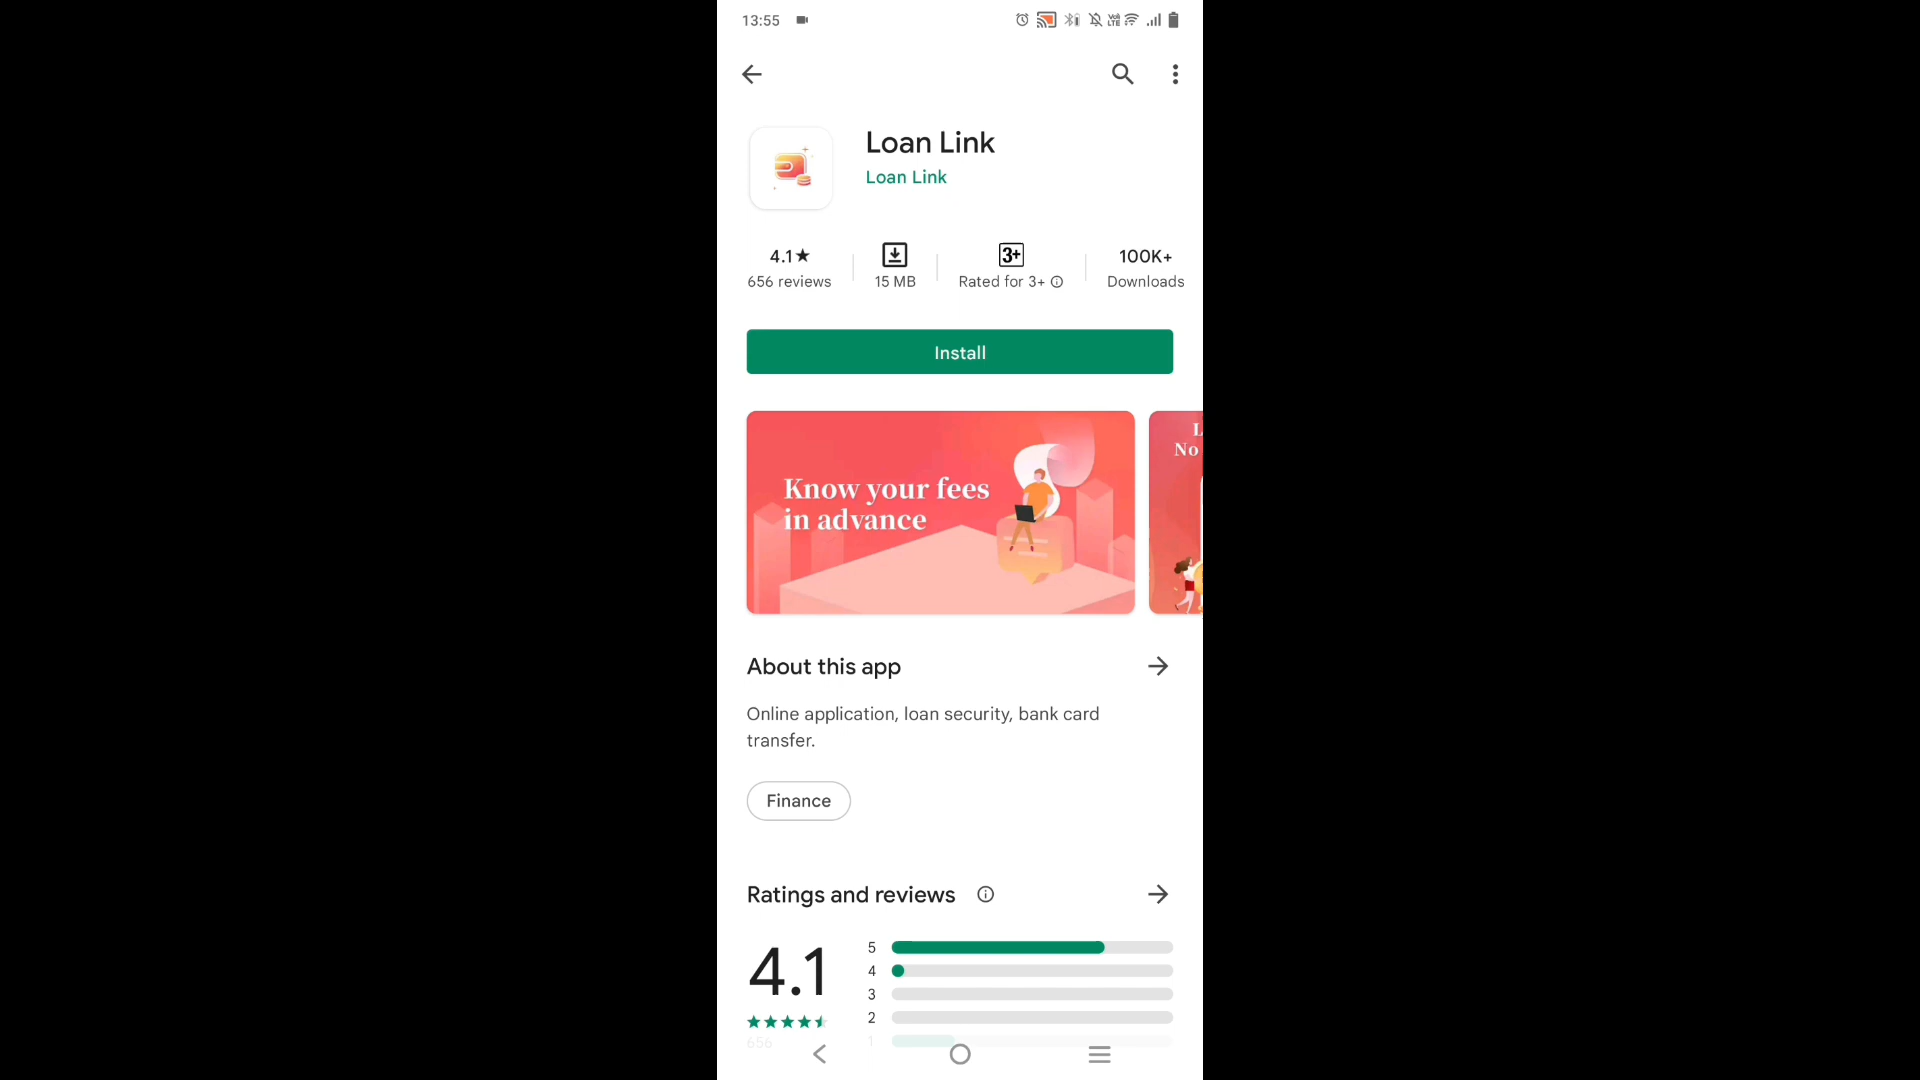 13:55
Loan Link
Loan Link
4.1★
656 reviews
15 MB
3+
Rated for 3+
100K+
Downloads
Install
Know your fees
in advance
L
No
About this app
Online application, loan security, bank card
transfer.
Finance
Ratings and reviews
4.1
5
4
3
2
1
656